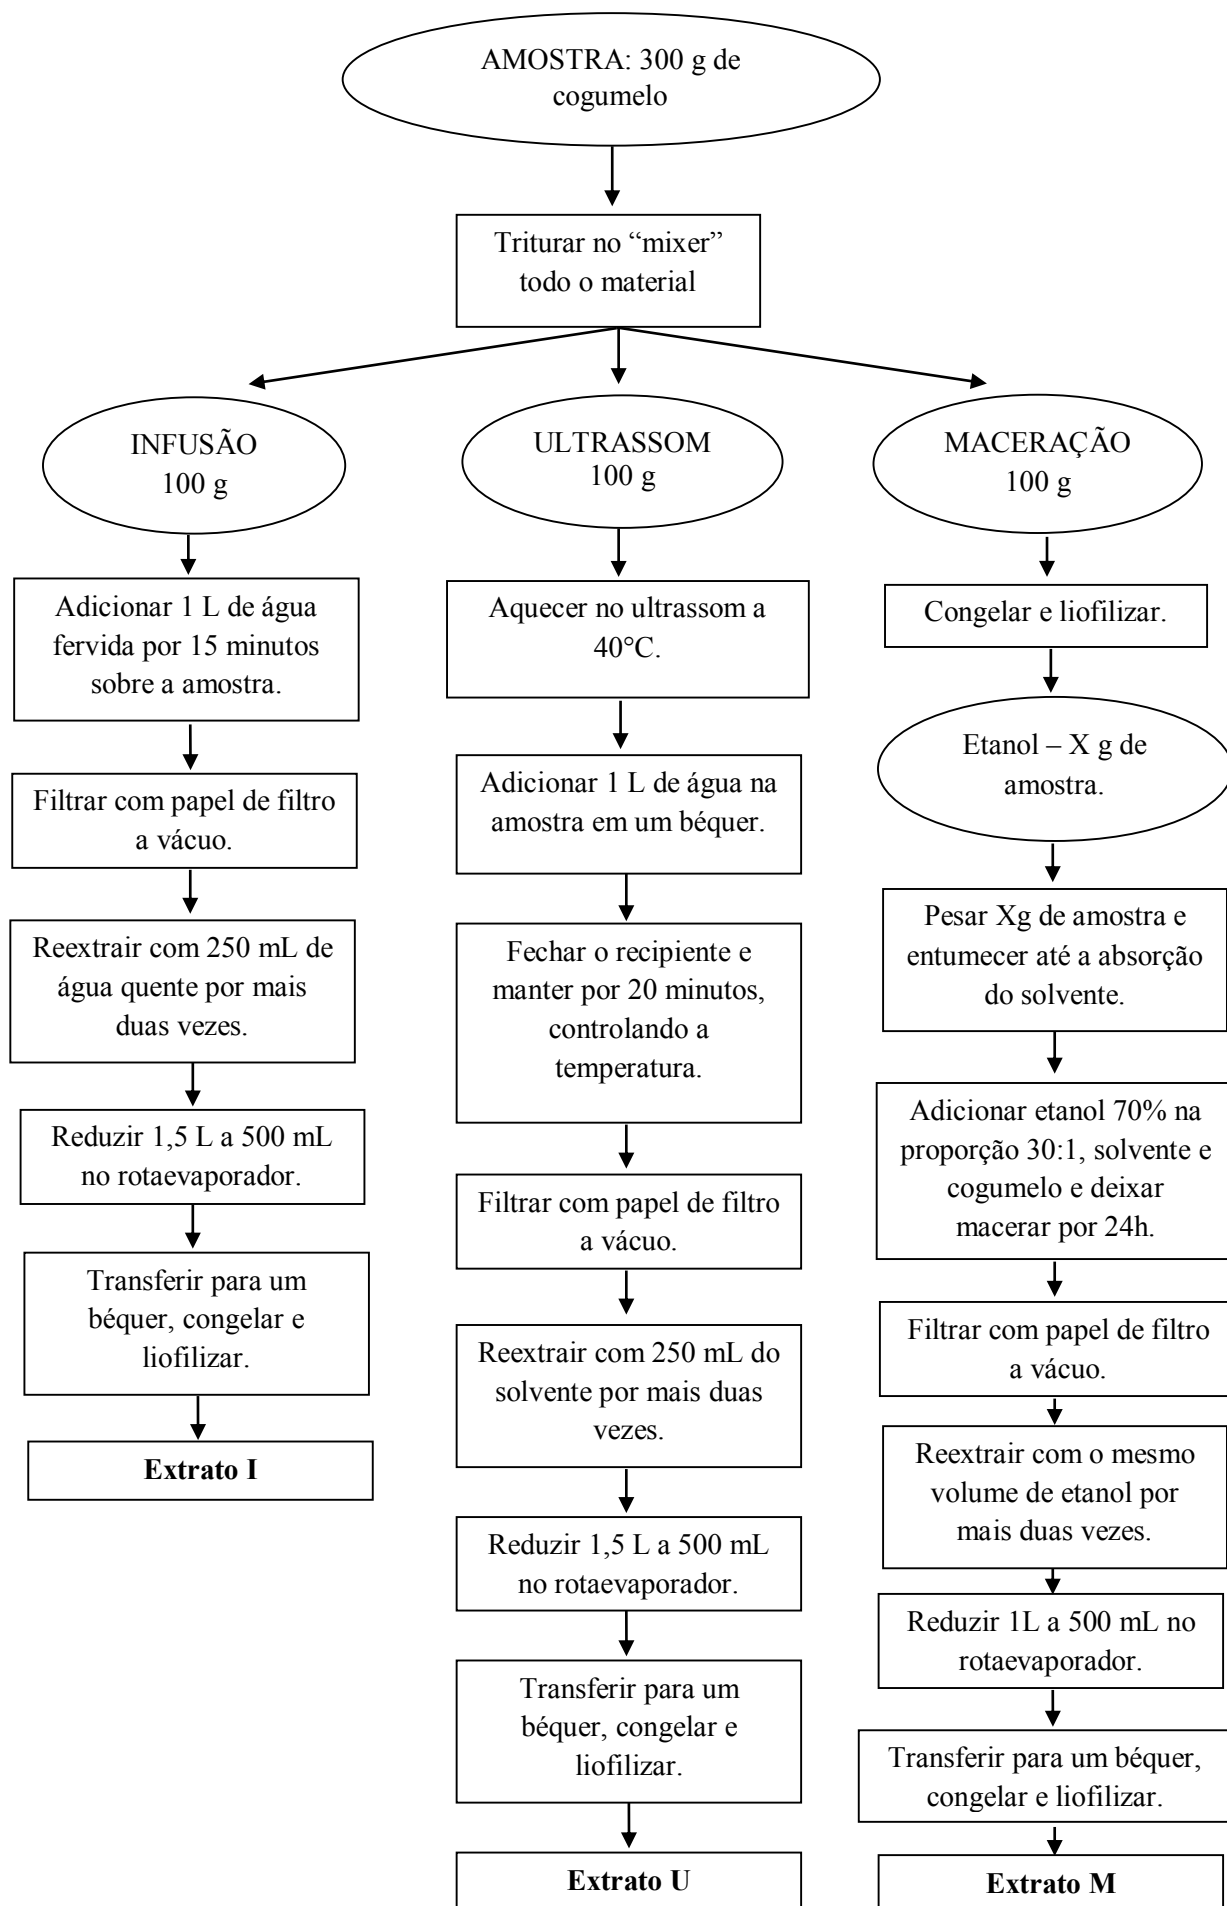 AMOSTRA: 300 g de
cogumelo
Triturar no “mixer”
todo o material
INFUSÃO
100 g
Adicionar 1 L de água
fervida por 15 minutos
sobre a amostra.
Filtrar com papel de filtro
a vácuo.
Reextrair com 250 mL de
água quente por mais
duas vezes.
Reduzir 1,5 L a 500 mL
no rotaevaporador.
Transferir para um
béquer, congelar e
liofilizar.
Extrato I
ULTRASSOM
100 g
Aquecer no ultrassom a
40°C.
Adicionar 1 L de água na
amostra em um béquer.
Fechar o recipiente e
manter por 20 minutos,
controlando a
temperatura.
Filtrar com papel de filtro
a vácuo.
Reextrair com 250 mL do
solvente por mais duas
vezes.
Reduzir 1,5 L a 500 mL
no rotaevaporador.
Transferir para um
béquer, congelar e
liofilizar.
Extrato U
MACERAÇÃO
100 g
Congelar e liofilizar.
Etanol – X g de
amostra.
Pesar Xg de amostra e
entumecer até a absorção
do solvente.
Adicionar etanol 70% na
proporção 30:1, solvente e
cogumelo e deixar
macerar por 24h.
Filtrar com papel de filtro
a vácuo.
Reextrair com o mesmo
volume de etanol por
mais duas vezes.
Reduzir 1L a 500 mL no
rotaevaporador.
Transferir para um béquer,
congelar e liofilizar.
Extrato M